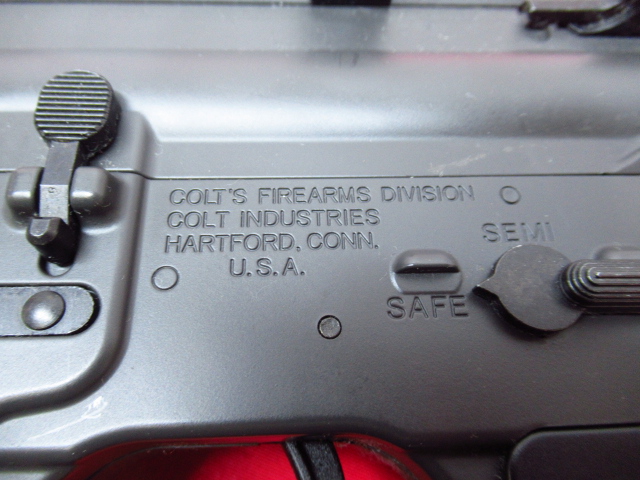 COLT'S FIREARMS DIVISION
COLT INDUSTRIES
HARTFORD. CONN.
U.S.A.
SEMI
SAFE